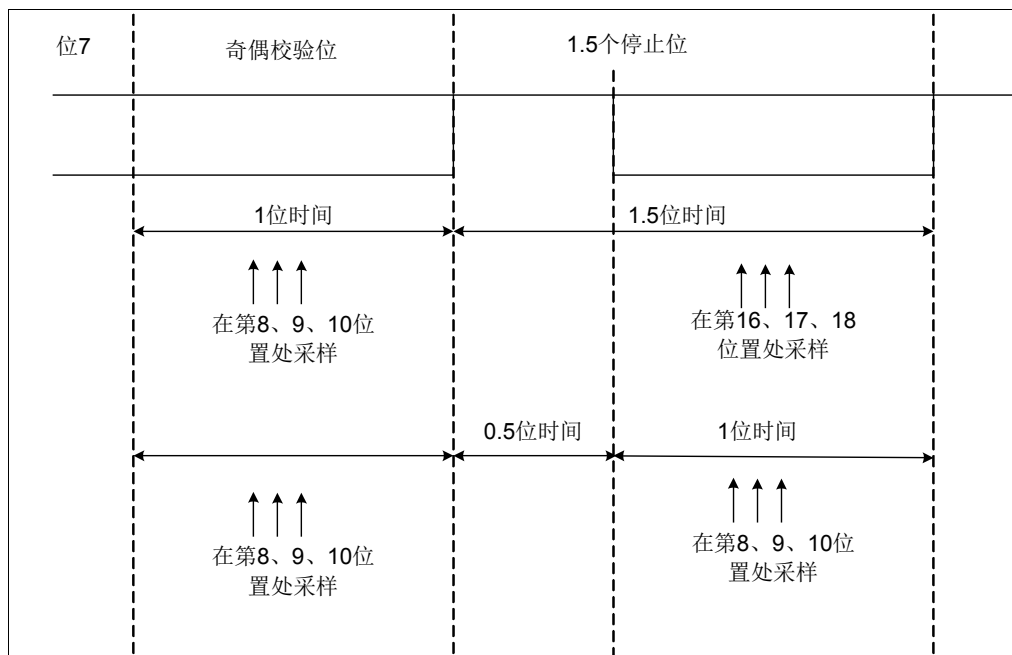 位7
奇偶校验位
1.5个停止位
1位时间
1.5位时间
在第8、9、10位
置处采样
在第16、17、18
位置处采样
0.5位时间
1位时间
在第8、9、10位
置处采样
在第8、9、10位
置处采样